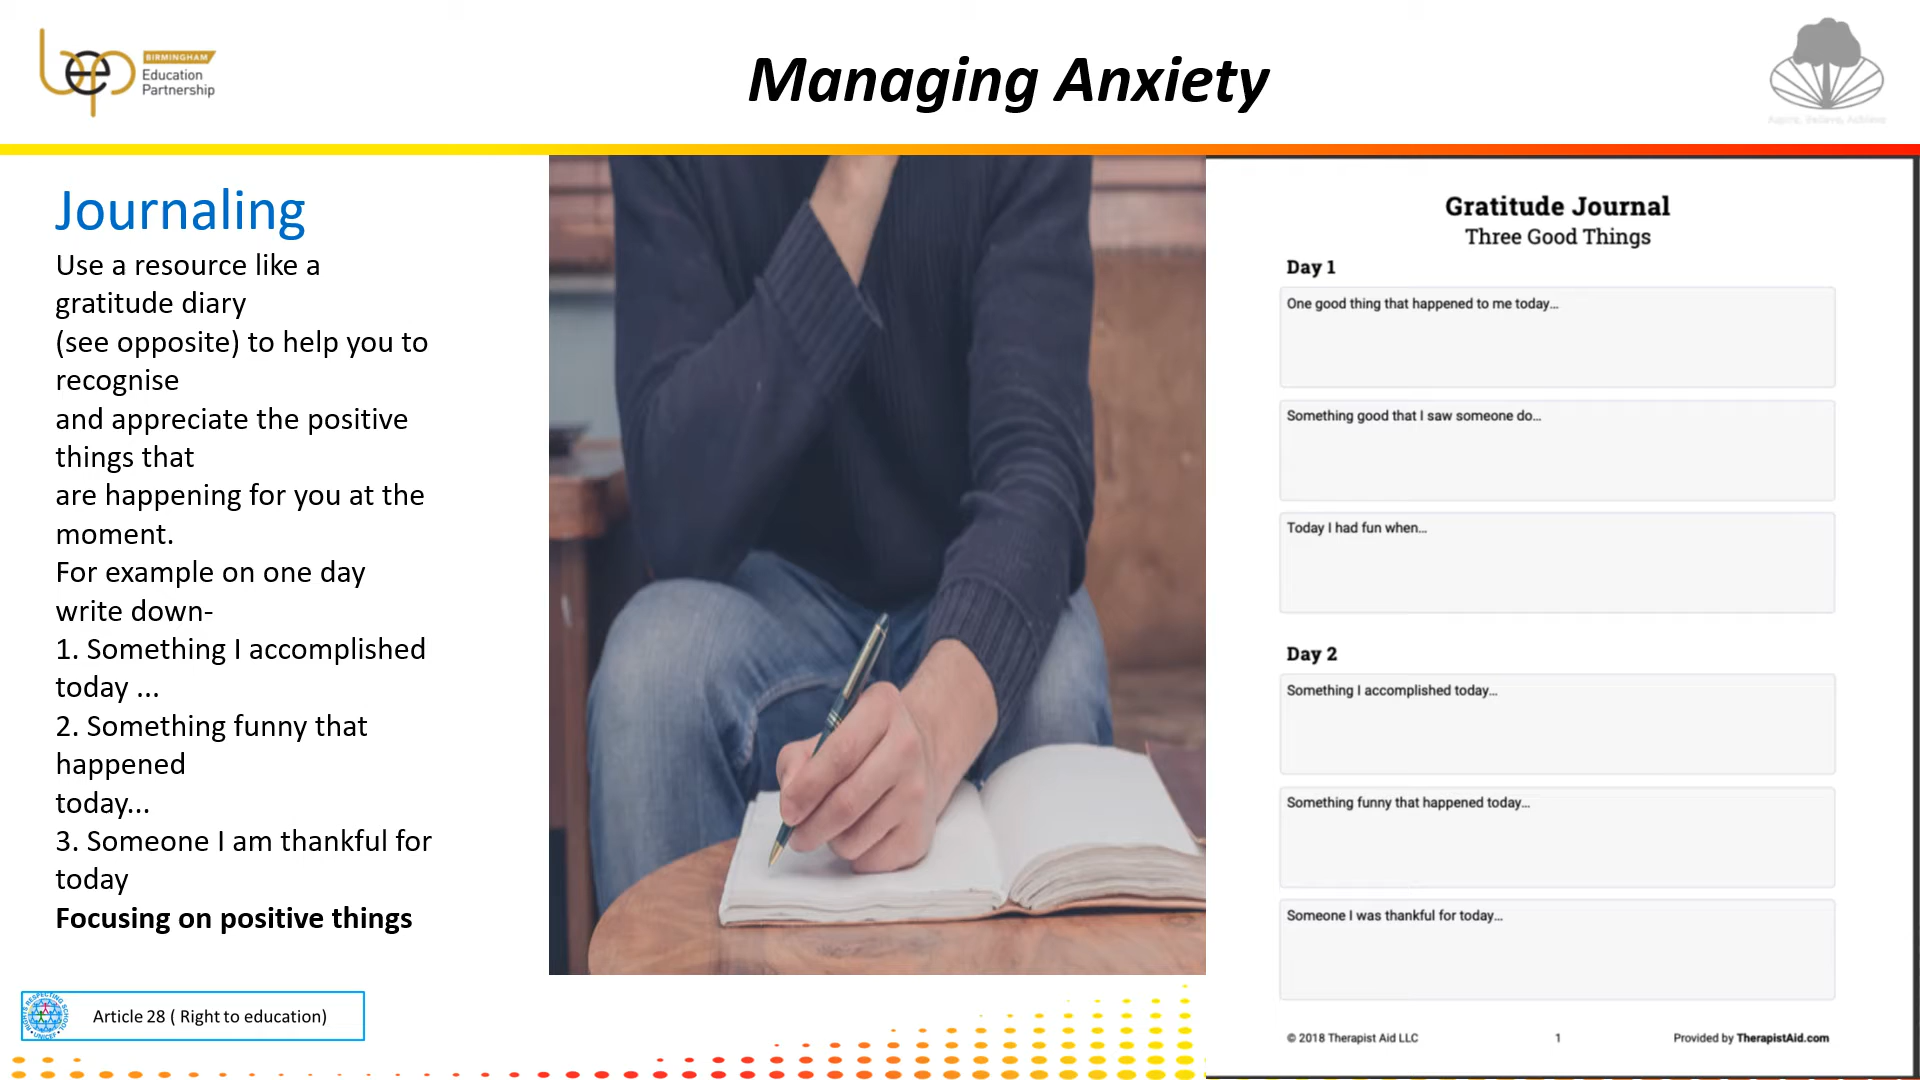 BIRMINGHAM
Education
Partnership
Managing Anxiety
Journaling
Use a resource like a
gratitude diary
(see opposite) to help you to
recognise
and appreciate the positive
things that
are happening for you at the
moment.
For example on one day
write down-
1. Something I accomplished
today ...
2. Something funny that
happened
today...
3. Someone I am thankful for
today
Focusing on positive things
Article 28 ( Right to education)
Gratitude Journal
Three Good Things
Day 1
One good thing that happened to me today...
Something good that I saw someone do...
Today I had fun when...
Day 2
Something I accomplished today...
Something funny that happened today...
Someone I was thankful for today...
© 2018 Therapist Aid LLC
1
Provided by TherapistAid.com